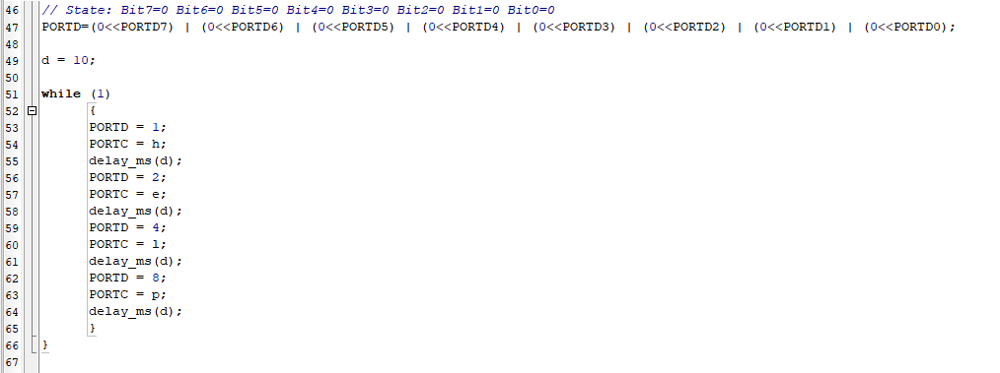 46 // State: Bit7=0 Bit6=0 Bit5=0 Bit4=0 Bit3=0 Bit2=0 Bit1=0 Bit0=0
47 PORTD=(0<<PORTD7) | (0<<PORTD6) | (0<<PORTD5) | (0<<PORTD4) | (0<<PORTD3) | (0<<PORTD2) | (0<<PORTD1) | (0<<PORTD0);
48
49 d = 10;
50
51 while (1)
52 {
53 PORTD = 1;
54 PORTC = h;
55 delay_ms(d);
56 PORTD = 2;
57 PORTC = e;
58 delay_ms(d);
59 PORTD = 4;
60 PORTC = l;
61 delay_ms(d);
62 PORTD = 8;
63 PORTC = p;
64 delay_ms(d);
65 }
66 }
67